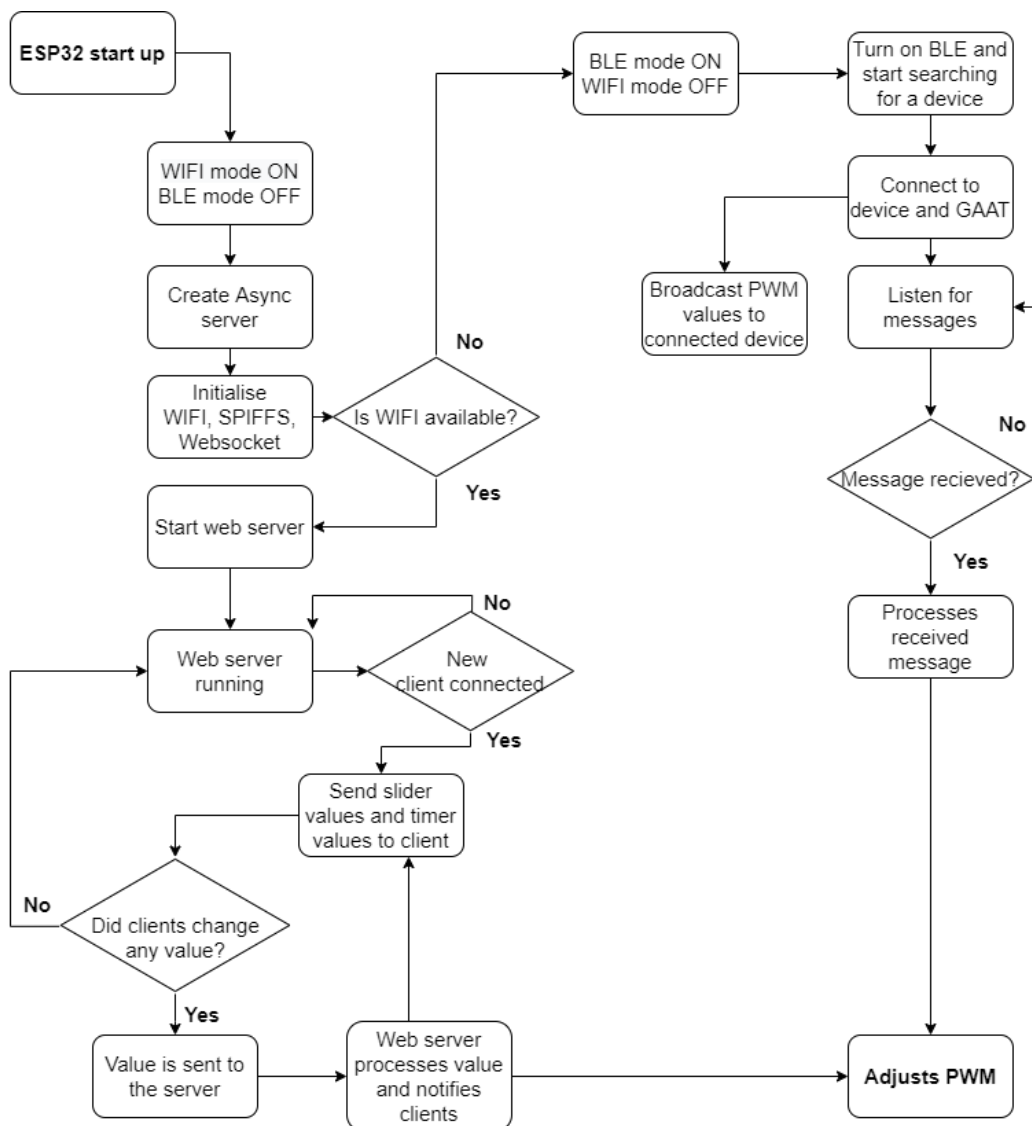 ESP32 start up
BLE mode ON
WIFI mode OFF
Turn on BLE and
start searching
for a device
WIFI mode ON
BLE mode OFF
Connect to
device and GAAT
Create Async
server
Broadcast PWM
values to
connected device
Listen for
messages
No
Initialise
WIFI, SPIFFS,
Websocket
Is WIFI available?
No
Message recieved?
Yes
Start web server
Yes
No
Processes
received
message
Web server
running
New
client connected
Yes
Send slider
values and timer
values to client
No
Did clients change
any value?
Yes
Value is sent to
the server
Web server
processes value
and notifies
clients
Adjusts PWM